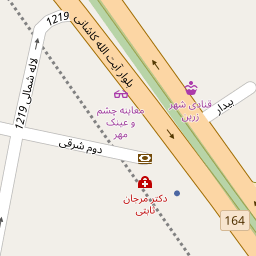 1219
لاله شمالی 1219
بلوار آیت الله کاشانی
معاینه چشم
و عینک
مهر
قنادی شهر
زرین
بیدار
دوم شرقی
دکتر مرجان
ثابتی
164